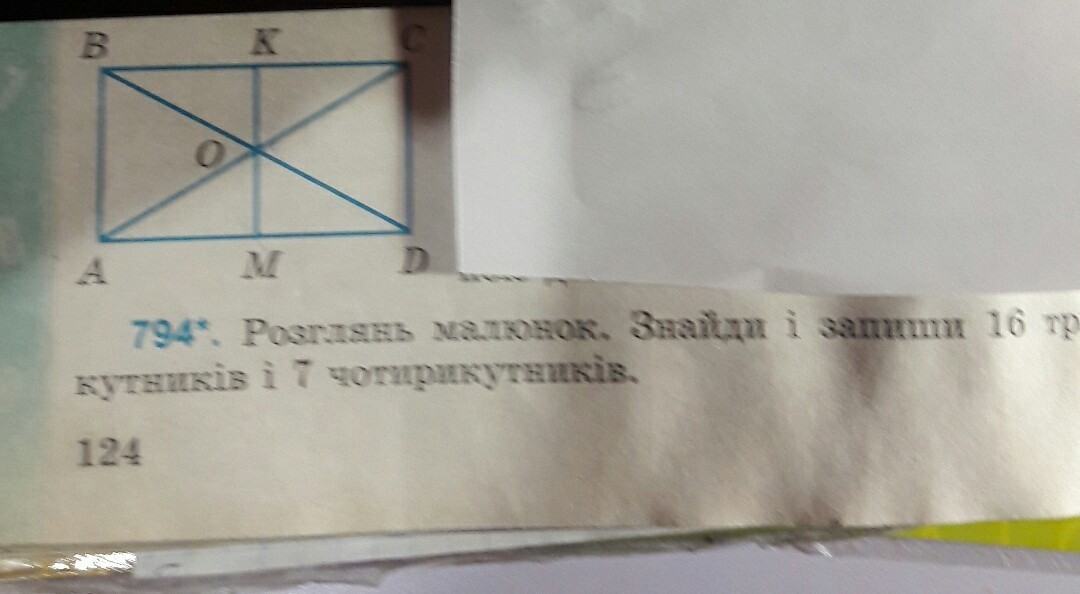 B K C
O
A M D
794*. Розглянь малюнок. Знайди і запиши 16 тр
кутників і 7 чотирикутників.
124